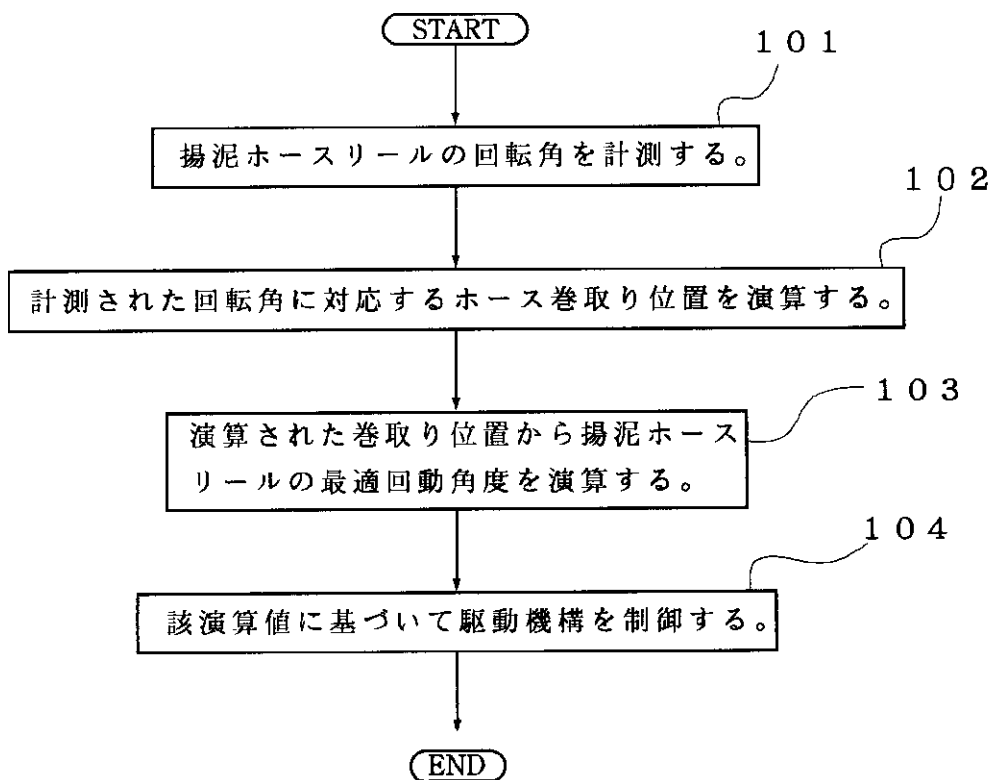 START
１０１
揚泥ホースリールの回転角を計測する。
１０２
計測された回転角に対応するホース巻取り位置を演算する。
１０３
演算された巻取り位置から揚泥ホース
リールの最適回動角度を演算する。
１０４
該演算値に基づいて駆動機構を制御する。
END